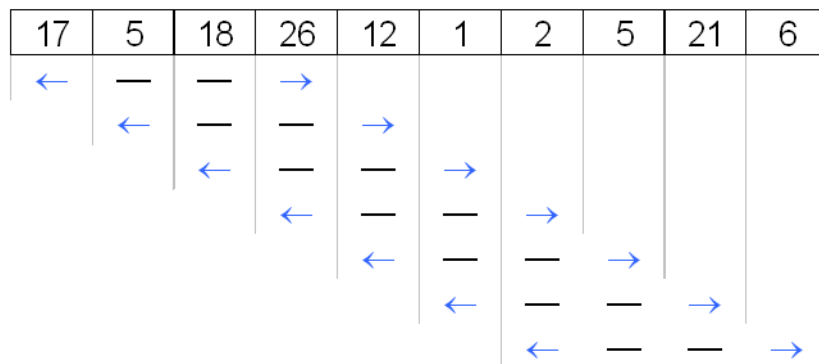 17 5 18 26 12 1 2 5 21 6
← — — →
← — — →
← — — →
← — — →
← — — →
← — — →
← — — →